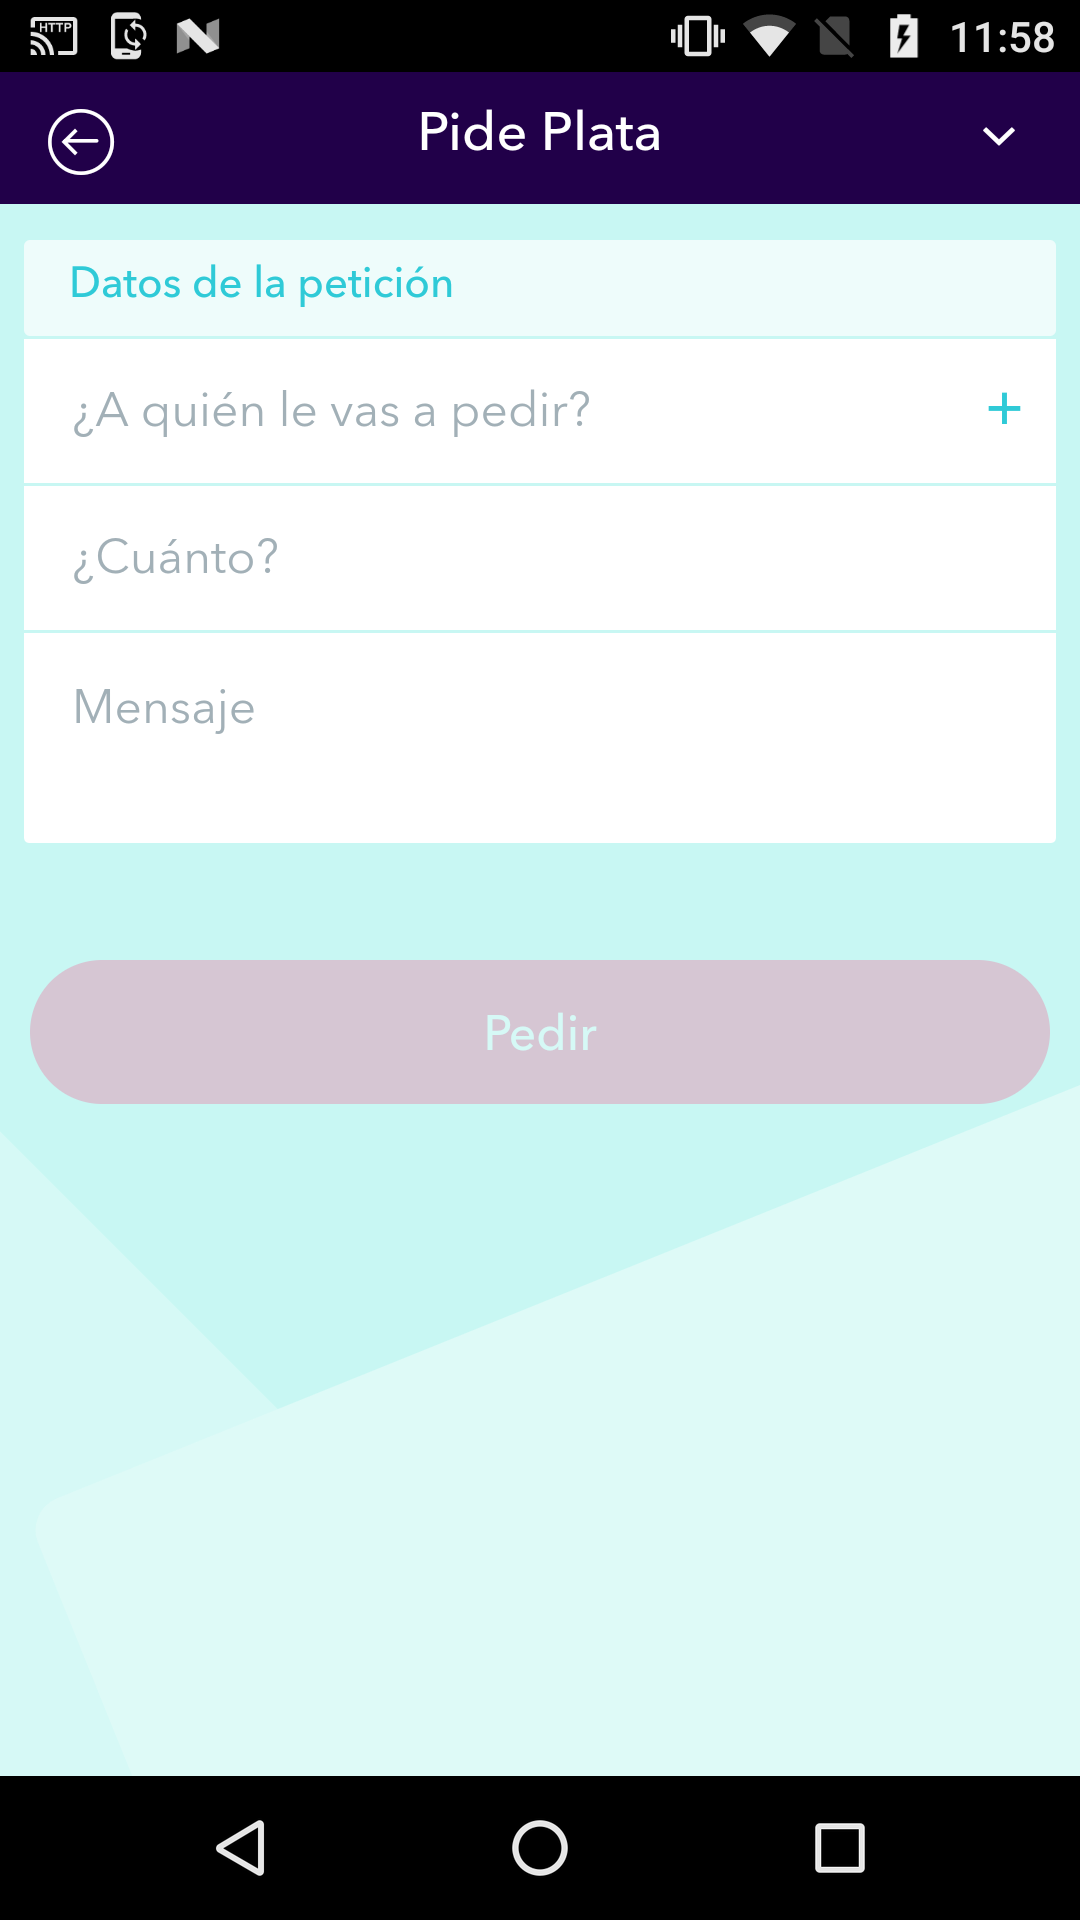 HTTP
11:58
Pide Plata
Datos de la petición
¿A quién le vas a pedir?
¿Cuánto?
Mensaje
Pedir